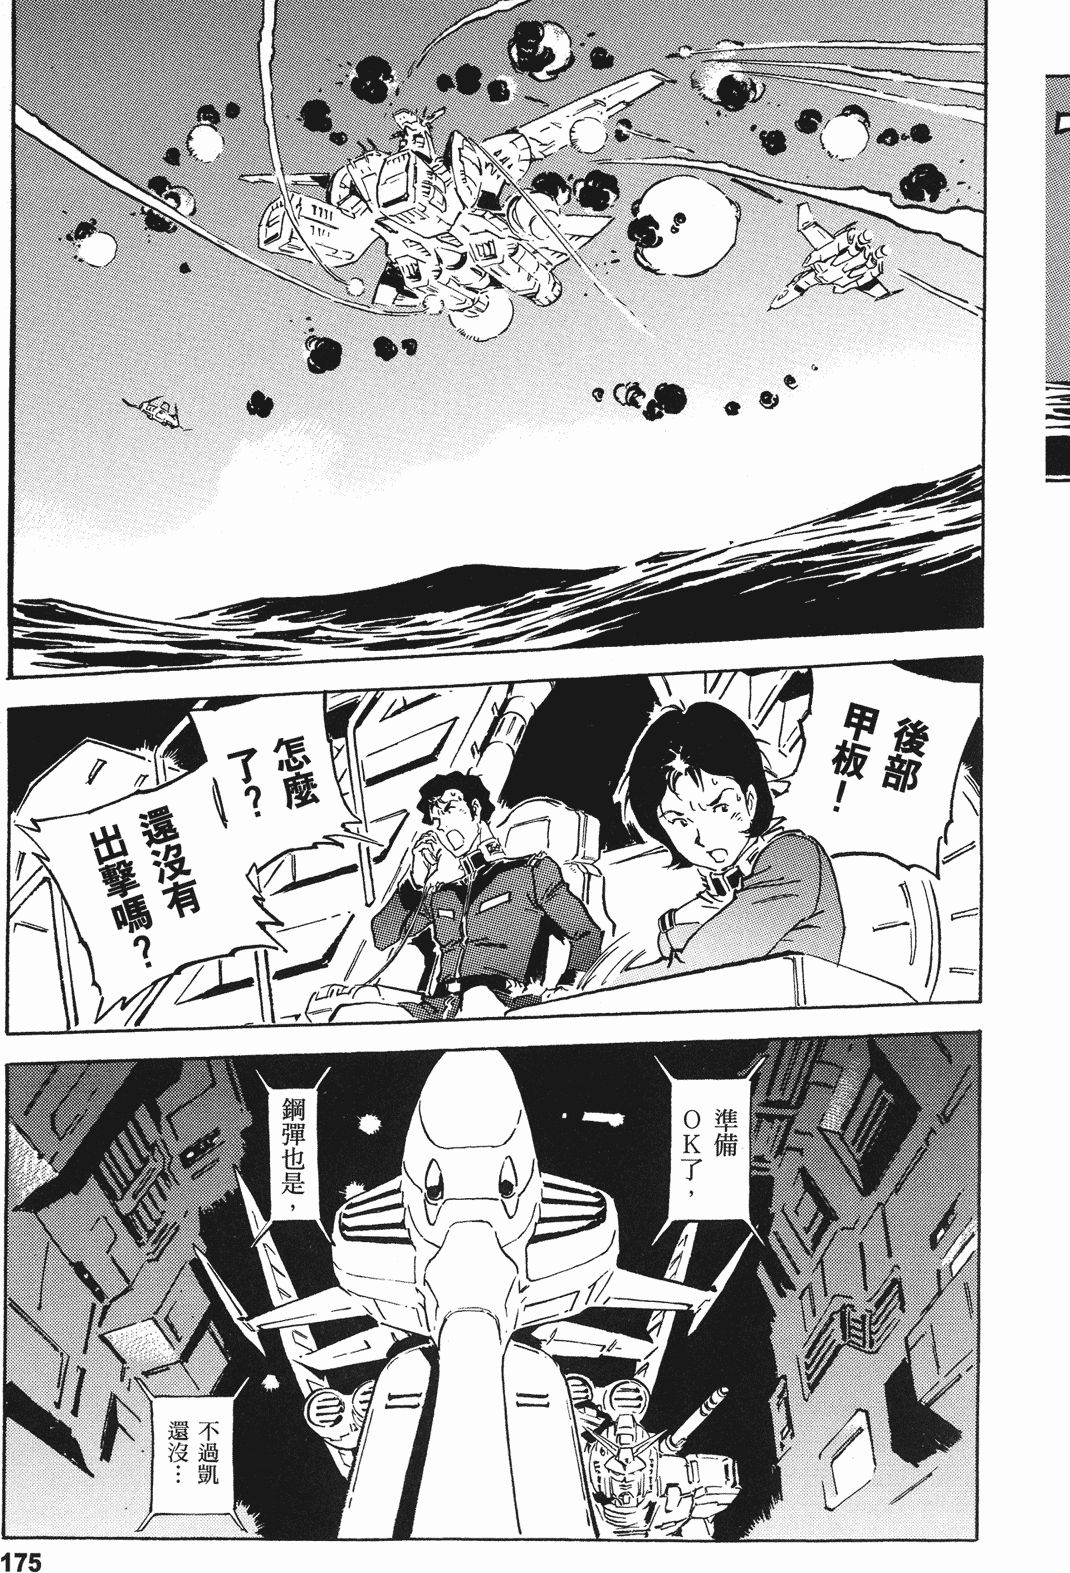 後部
甲板！
怎麼
了？
還沒有
出擊嗎？
準備
OK了，
鋼彈也是，
不過凱
還沒…
175